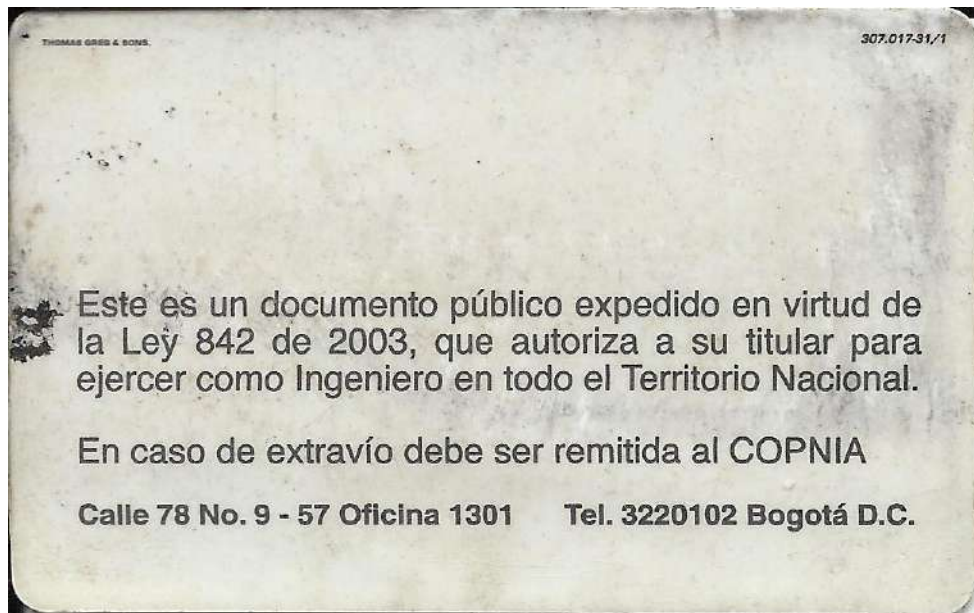 THOMAS GREG & SONS.
307.017-31/1
Este es un documento público expedido en virtud de
la Ley 842 de 2003, que autoriza a su titular para
ejercer como Ingeniero en todo el Territorio Nacional.
En caso de extravío debe ser remitida al COPNIA
Calle 78 No. 9 - 57 Oficina 1301 Tel. 3220102 Bogotá D.C.